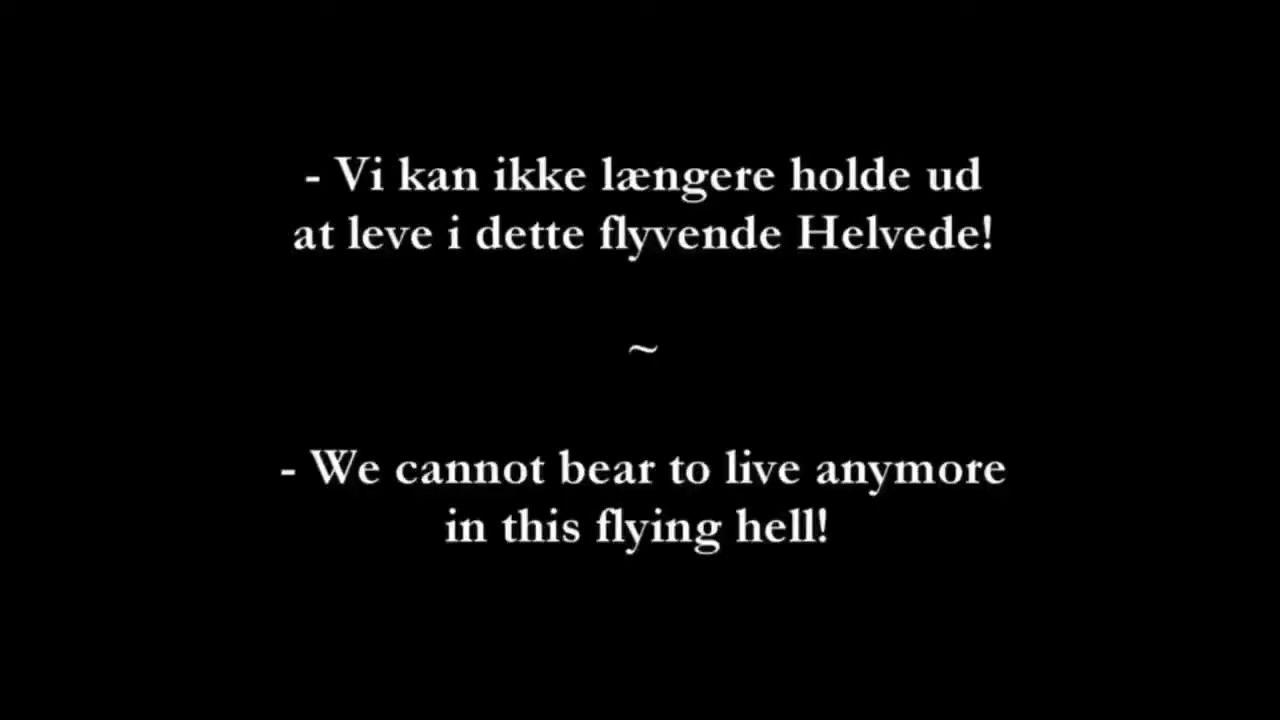 - Vi kan ikke længere holde ud
at leve i dette flyvende Helvede!
~
- We cannot bear to live anymore
in this flying hell!